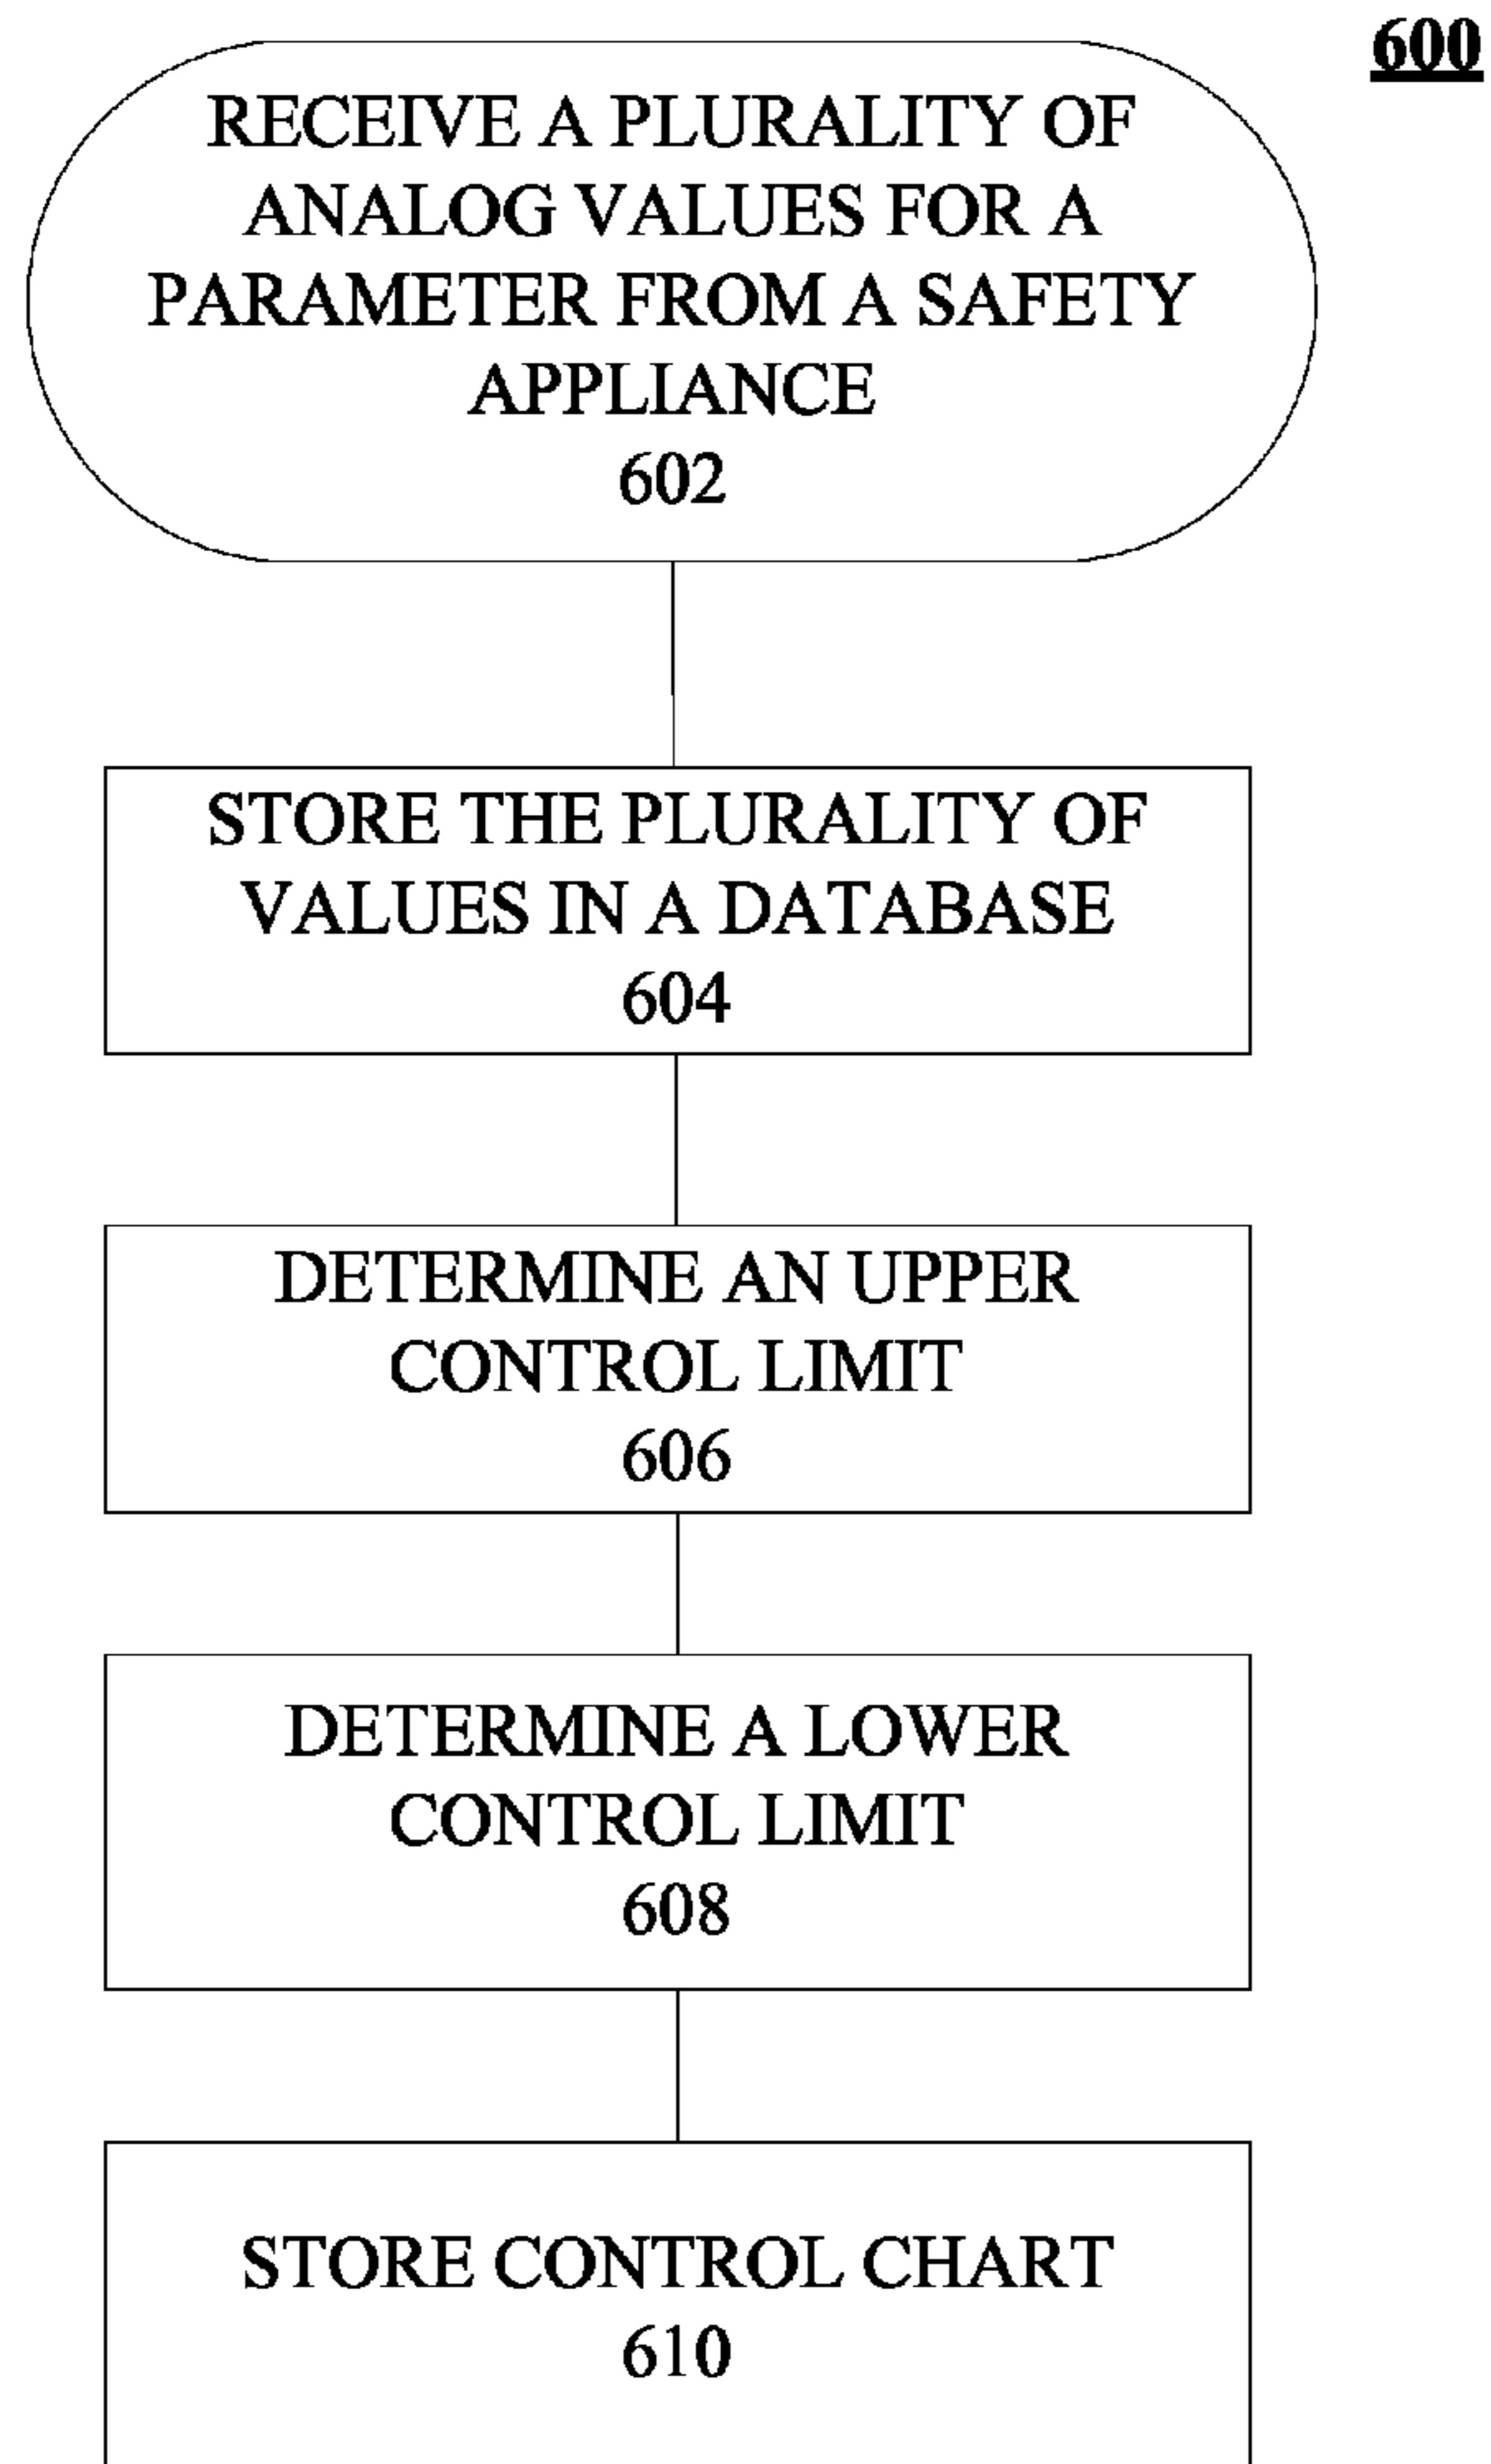 600
RECEIVE A PLURALITY OF
ANALOG VALUES FOR A
PARAMETER FROM A SAFETY
APPLIANCE
602
STORE THE PLURALITY OF
VALUES IN A DATABASE
604
DETERMINE AN UPPER
CONTROL LIMIT
606
DETERMINE A LOWER
CONTROL LIMIT
608
STORE CONTROL CHART
610